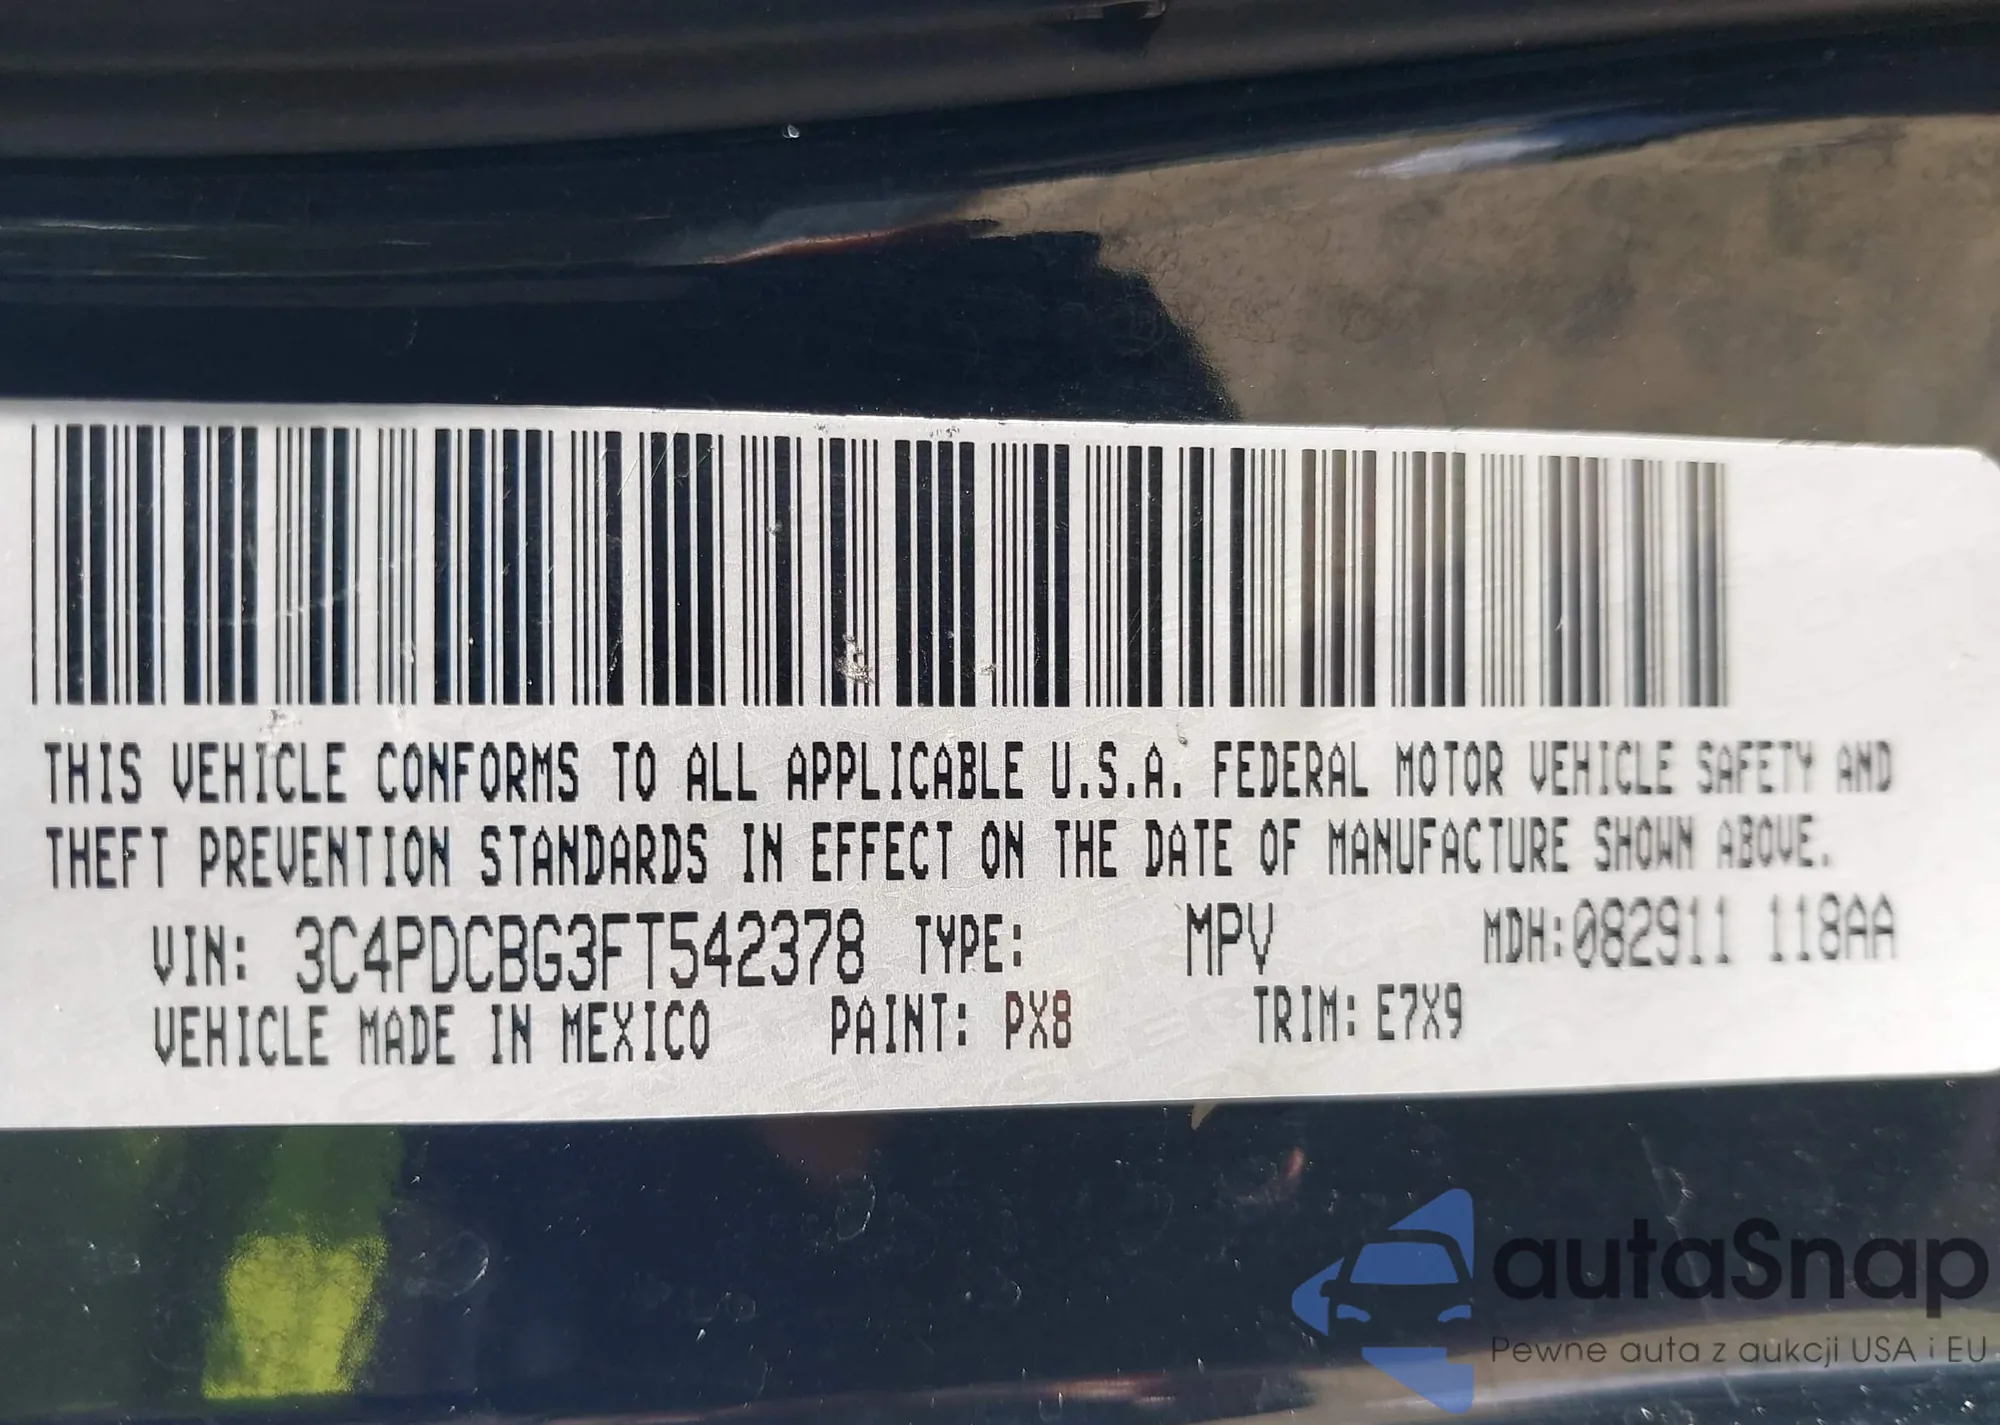 THIS VEHICLE CONFORMS TO ALL APPLICABLE U.S.A. FEDERAL MOTOR VEHICLE SAFETY AND
THEFT PREVENTION STANDARDS IN EFFECT ON THE DATE OF MANUFACTURE SHOWN ABOVE.
VIN: 3C4PDCBG3FT542378 TYPE: MPV MDH:082911 118AA
VEHICLE MADE IN MEXICO PAINT: PX8 TRIM: E7X9
autaSnap
Pewne auta z aukcji USA i EU